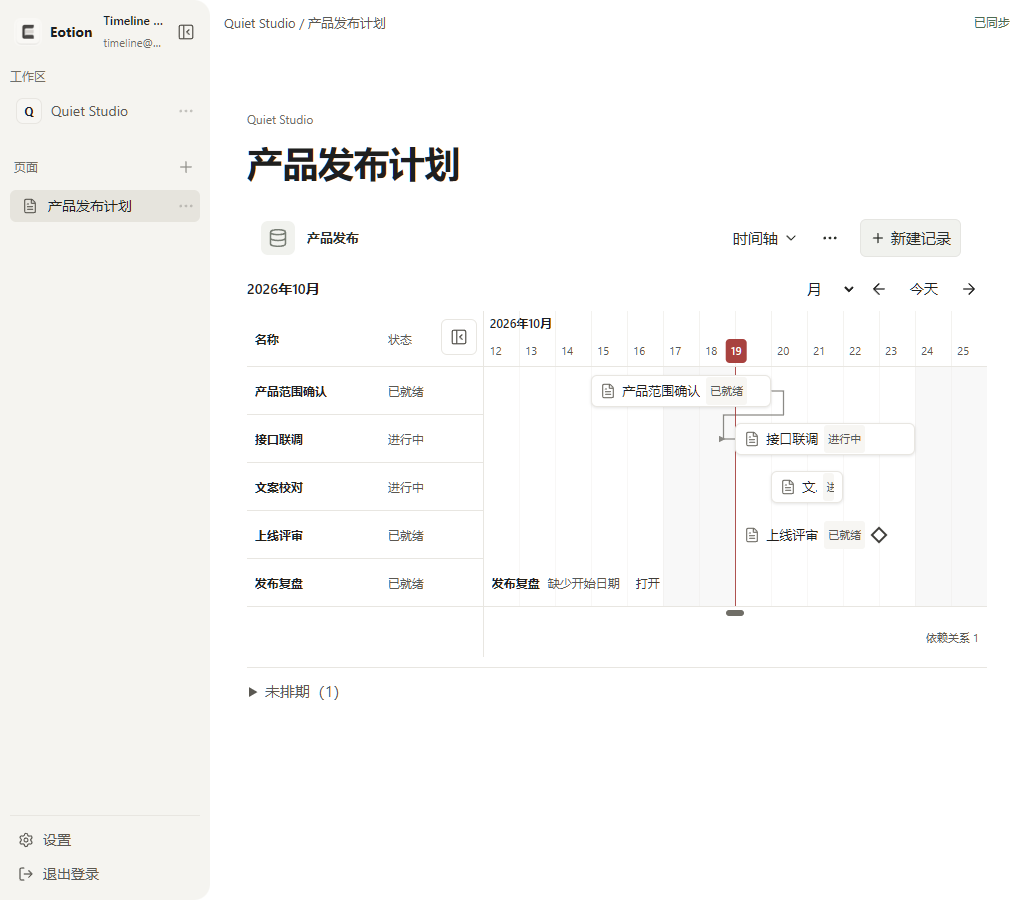 Eotion
Timeline ...
timeline@...
工作区
Q Quiet Studio
页面
产品发布计划
设置
退出登录
Quiet Studio / 产品发布计划
已同步
Quiet Studio
产品发布计划
产品发布
时间轴
新建记录
2026年10月
月
今天
名称 状态
2026年10月
12 13 14 15 16 17 18 19 20 21 22 23 24 25
产品范围确认 已就绪 产品范围确认 已就绪
接口联调 进行中 接口联调 进行中
文案校对 进行中 文. 进
上线评审 已就绪 上线评审 已就绪
发布复盘 已就绪 发布复盘 缺少开始日期 打开
依赖关系 1
未排期 (1)